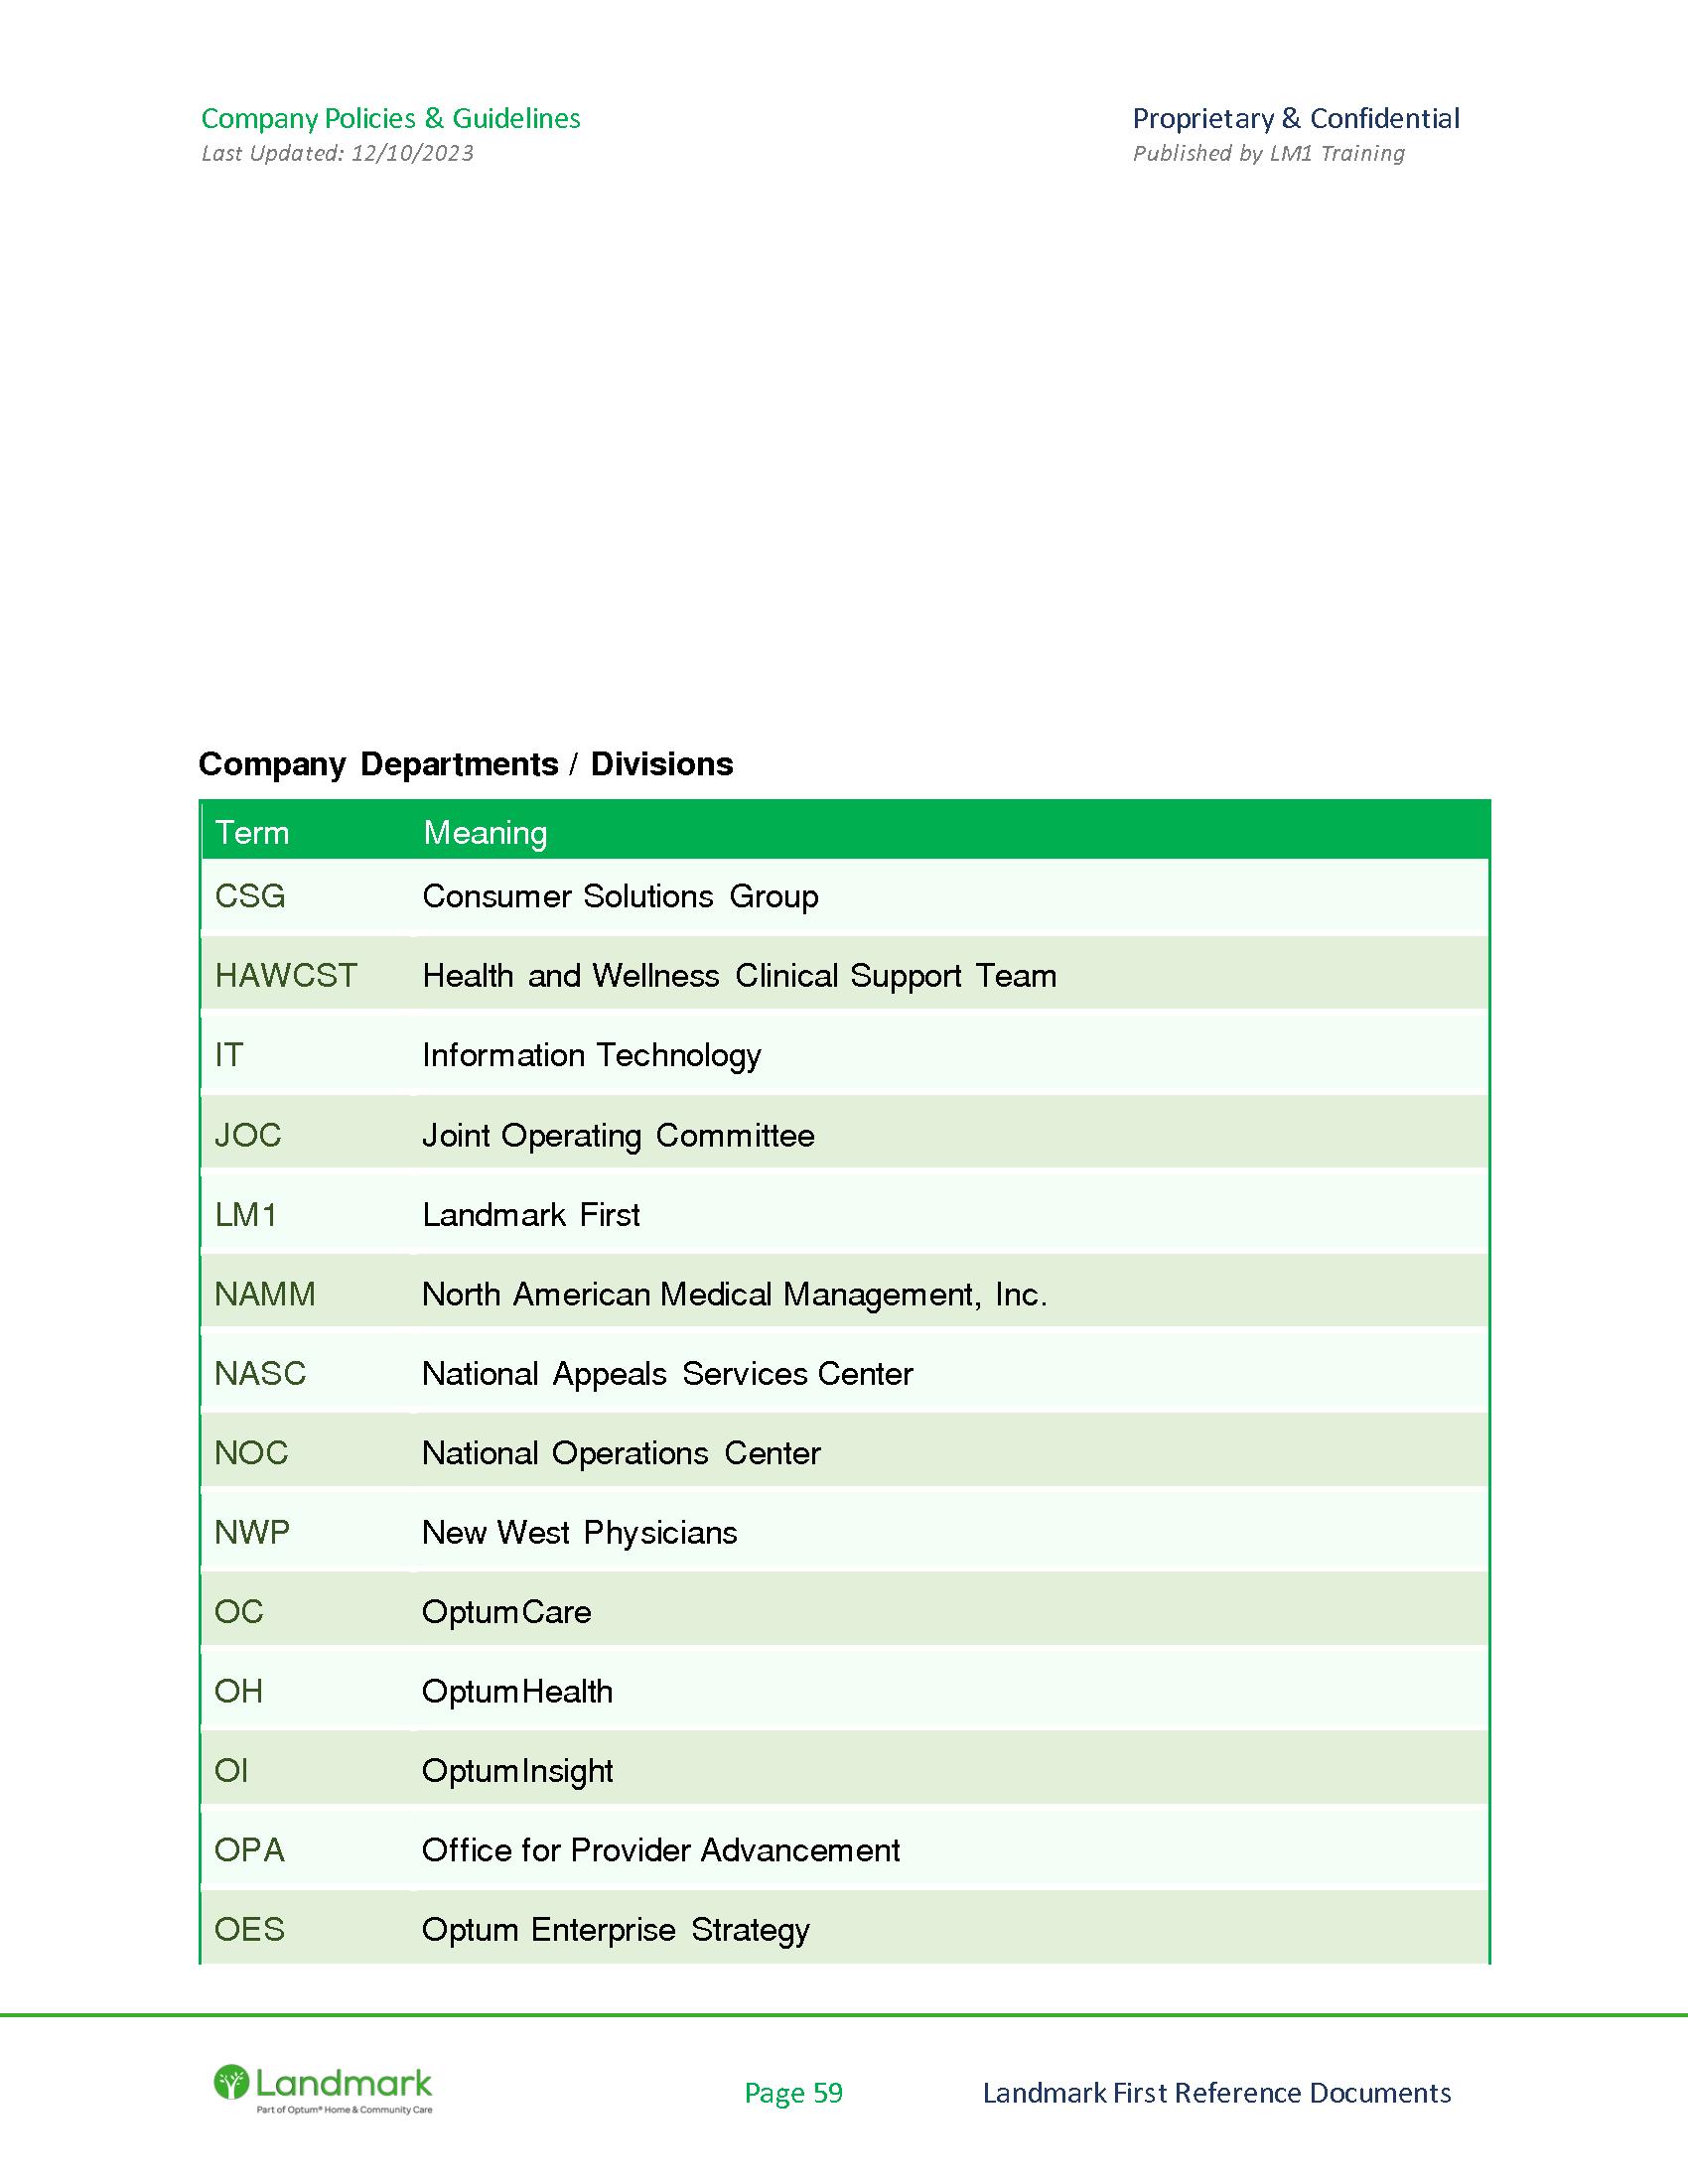 Company Policies & Guidelines Proprietary & Confidential
Last Updated: 12/10/2023 Published by LM1 Training
Company Departments / Divisions
Term Meaning
CSG Consumer Solutions Group
HAWCST Health and Wellness Clinical Support Team
IT Information Technology
JOC Joint Operating Committee
LM1 Landmark First
NAMM North American Medical Management, Inc.
NASC National Appeals Services Center
NOC National Operations Center
NWP New West Physicians
OC OptumCare
OH OptumHealth
OI OptumInsight
OPA Office for Provider Advancement
OES Optum Enterprise Strategy
Landmark
Part of Optum® Home & Community Care
Page 59 Landmark First Reference Documents